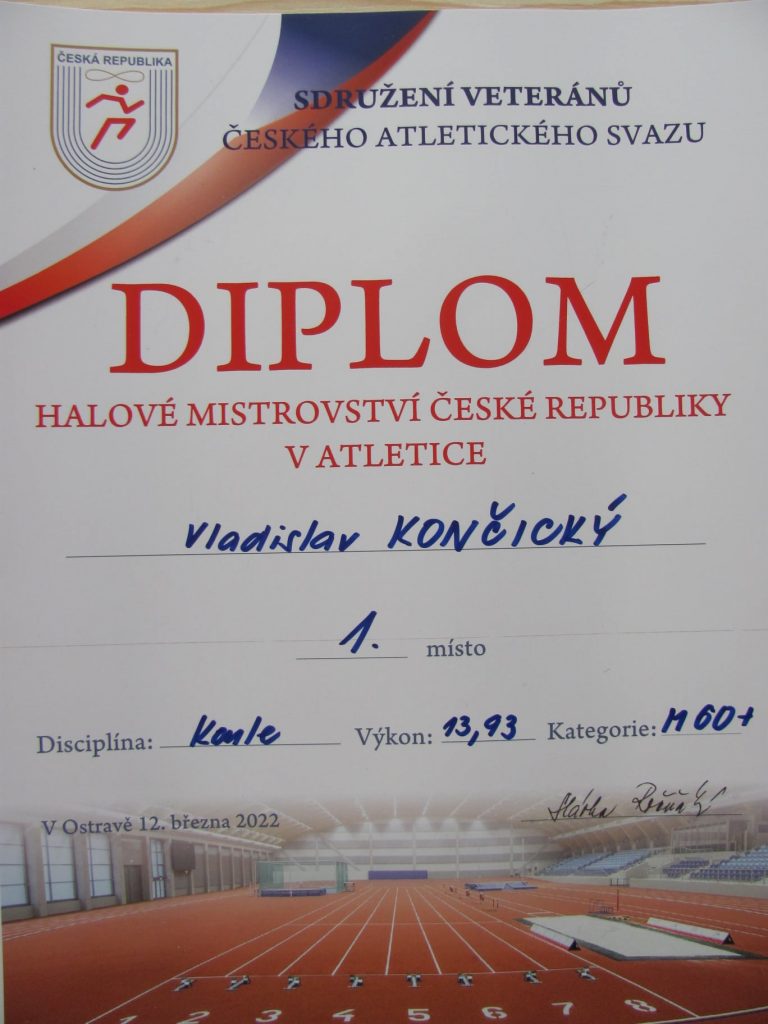 ČESKÁ REPUBLIKA
SDRUŽENÍ VETERÁNŮ
ČESKÉHO ATLETICKÉHO SVAZU
DIPLOM
HALOVÉ MISTROVSTVÍ ČESKÉ REPUBLIKY
V ATLETICE
Vladislav KONČICKÝ
1. místo
Disciplína: Koule Výkon: 13,93 Kategorie: M 60+
V Ostravě 12. března 2022
1 2 3 4 5 6 7 8